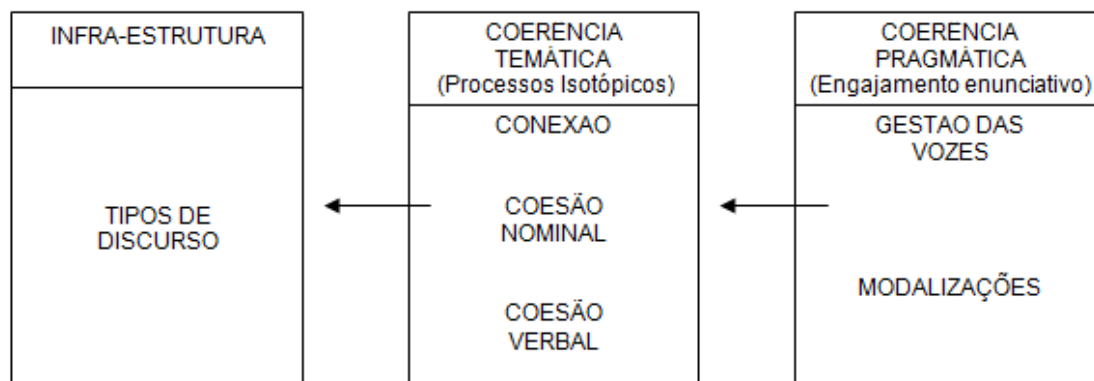 INFRA-ESTRUTURA
TIPOS DE
DISCURSO
COERENCIA
TEMÁTICA
(Processos Isotópicos)
CONEXAO
COESÃO
NOMINAL
COESÃO
VERBAL
COERENCIA
PRAGMÁTICA
(Engajamento enunciativo)
GESTAO DAS
VOZES
MODALIZAÇÕES